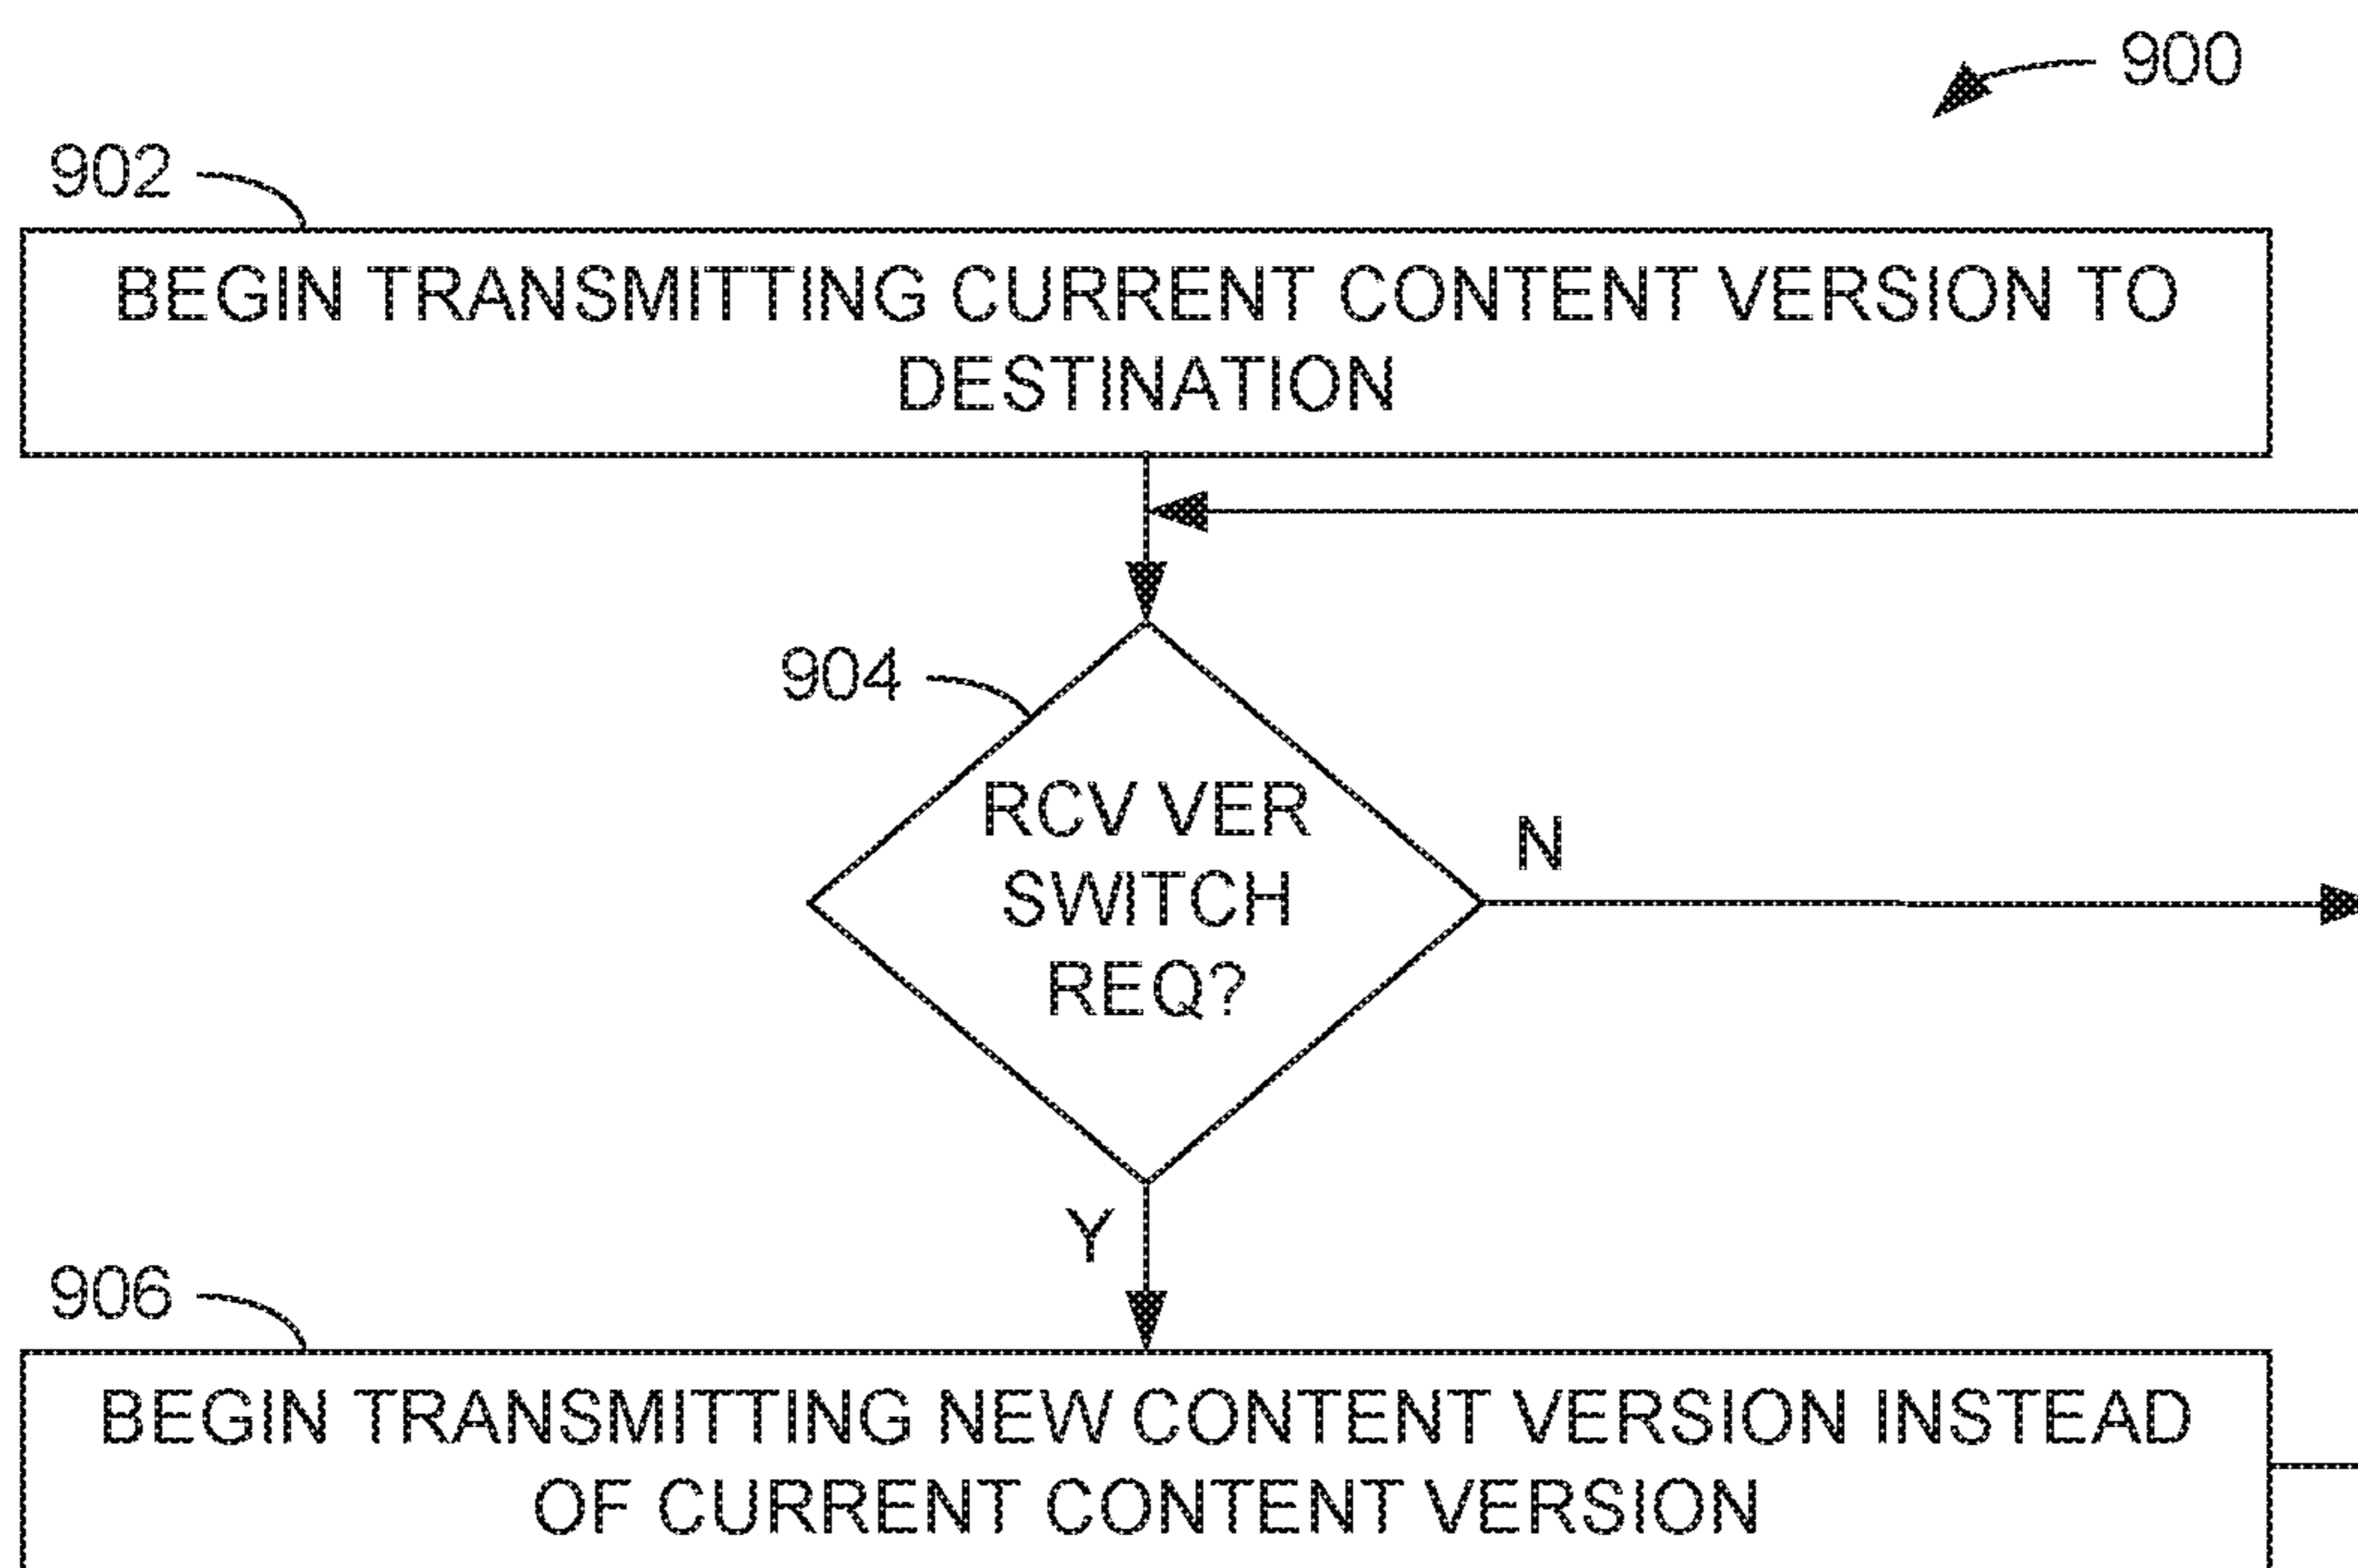 900
902
BEGIN TRANSMITTING CURRENT CONTENT VERSION TO
DESTINATION
904
RCV VER
SWITCH
REQ?
N
Y
906
BEGIN TRANSMITTING NEW CONTENT VERSION INSTEAD
OF CURRENT CONTENT VERSION